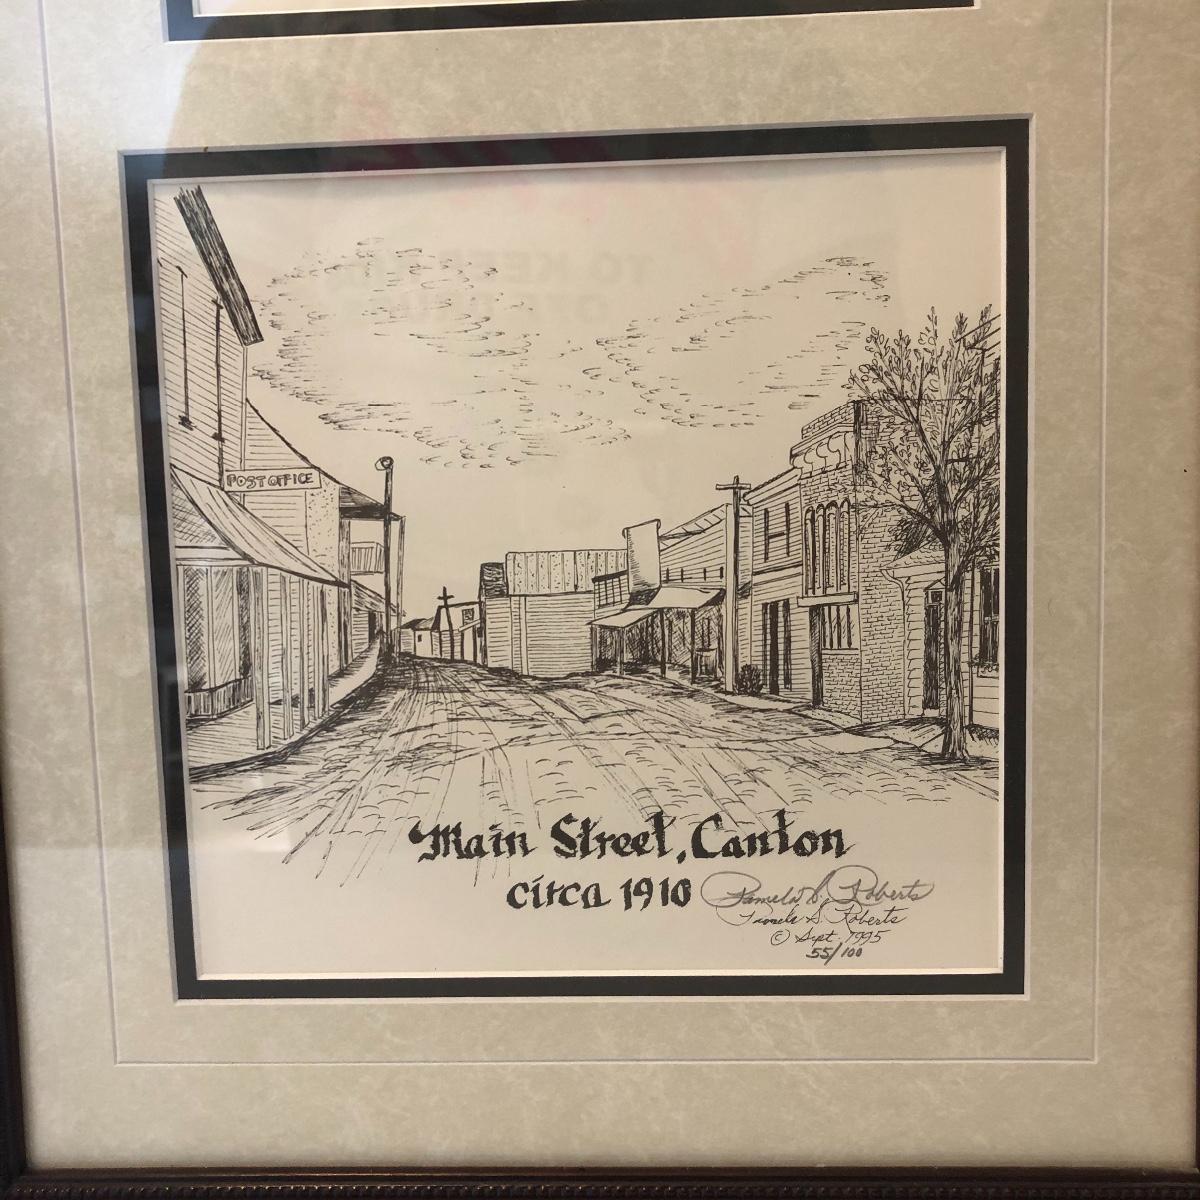 POST OFFICE
Main Street, Canton
circa 1910
Pamela S. Roberts
Pamela S. Roberts
© Sept. 1995
55/100